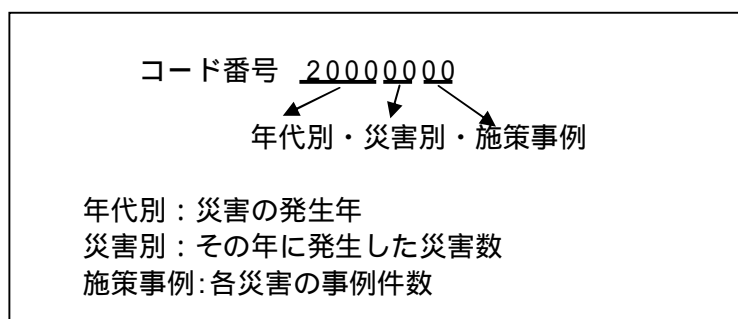 コード番号 20000000
年代別・災害別・施策事例
年代別：災害の発生年
災害別：その年に発生した災害数
施策事例:各災害の事例件数